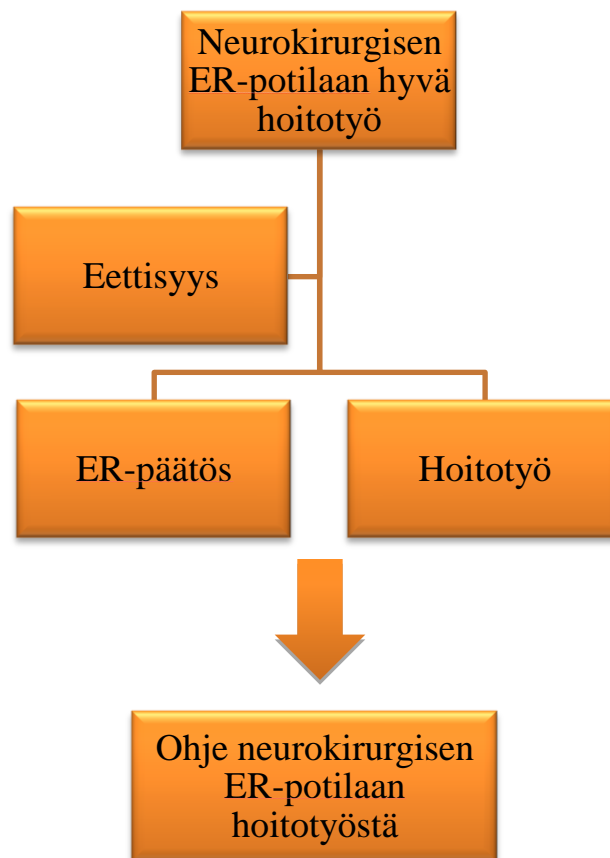 Neurokirurgisen
ER-potilaan hyvä
hoitotyö
Eettisyys
ER-päätös
Hoitotyö
Ohje neurokirurgisen
ER-potilaan
hoitotyöstä